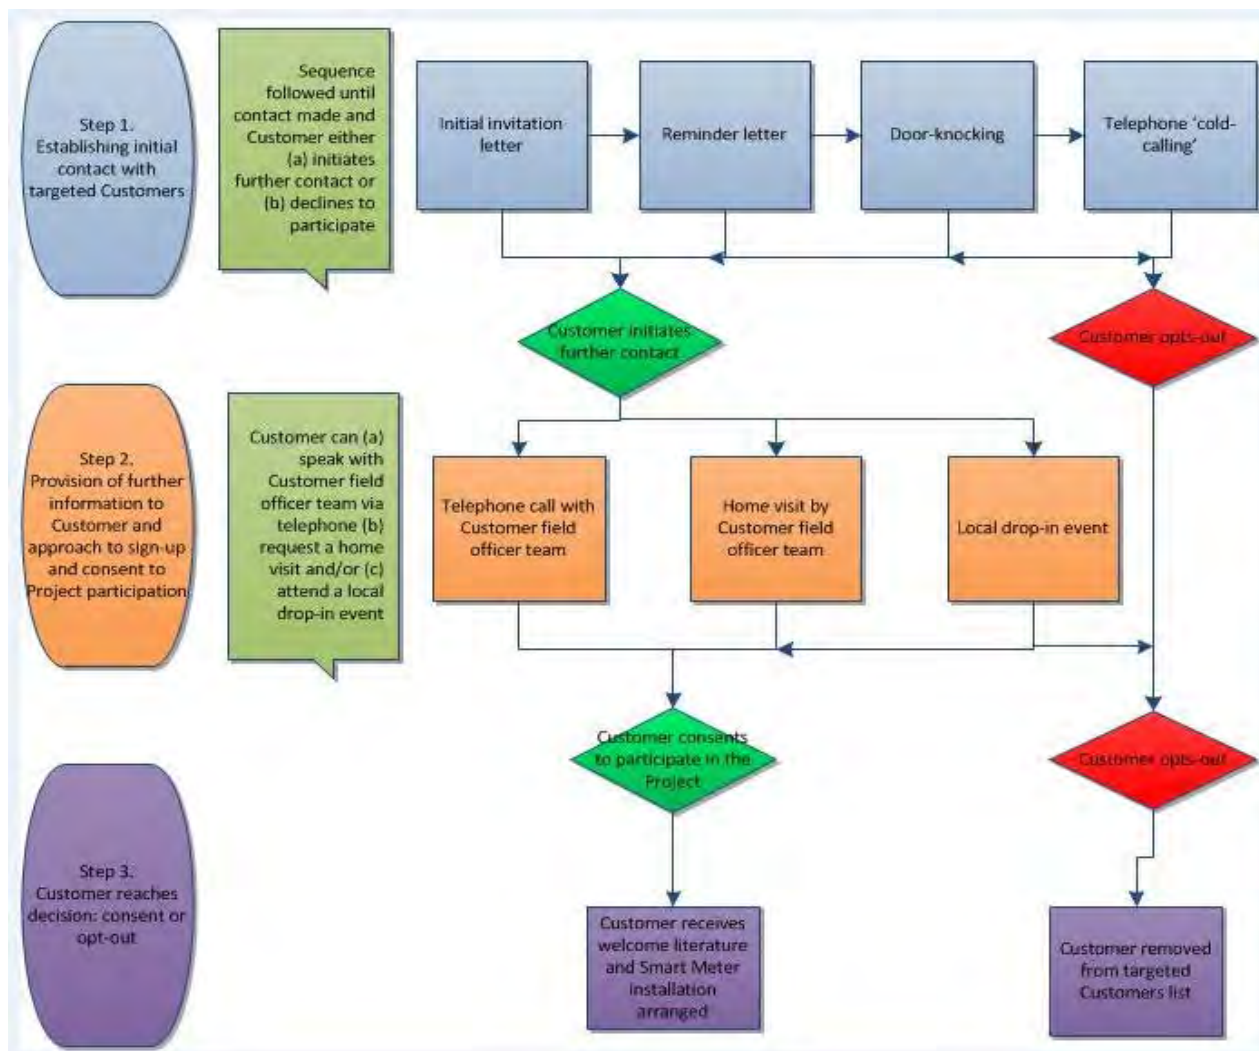 Step 1.
Establishing initial
contact with
targeted Customers
Sequence
followed until
contact made and
Customer either
(a) initiates
further contact or
(b) declines to
participate
Initial invitation
letter
Reminder letter
Door-knocking
Telephone ‘cold-
calling’
Customer initiates
further contact
Customer opts-out
Step 2.
Provision of further
information to
Customer and
approach to sign-up
and consent to
Project participation
Customer can (a)
speak with
Customer field
officer team via
telephone (b)
request a home
visit and/or (c)
attend a local
drop-in event
Telephone call with
Customer field
officer team
Home visit by
Customer field
officer team
Local drop-in event
Customer consents
to participate in the
Project
Customer opts-out
Step 3.
Customer reaches
decision: consent or
opt-out
Customer receives
welcome literature
and Smart Meter
installation
arranged
Customer removed
from targeted
Customers list